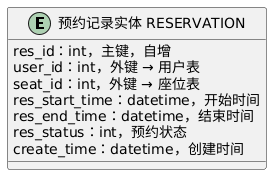 E 预约记录实体 RESERVATION
res_id：int，主键，自增
user_id：int，外键 → 用户表
seat_id：int，外键 → 座位表
res_start_time：datetime，开始时间
res_end_time：datetime，结束时间
res_status：int，预约状态
create_time：datetime，创建时间